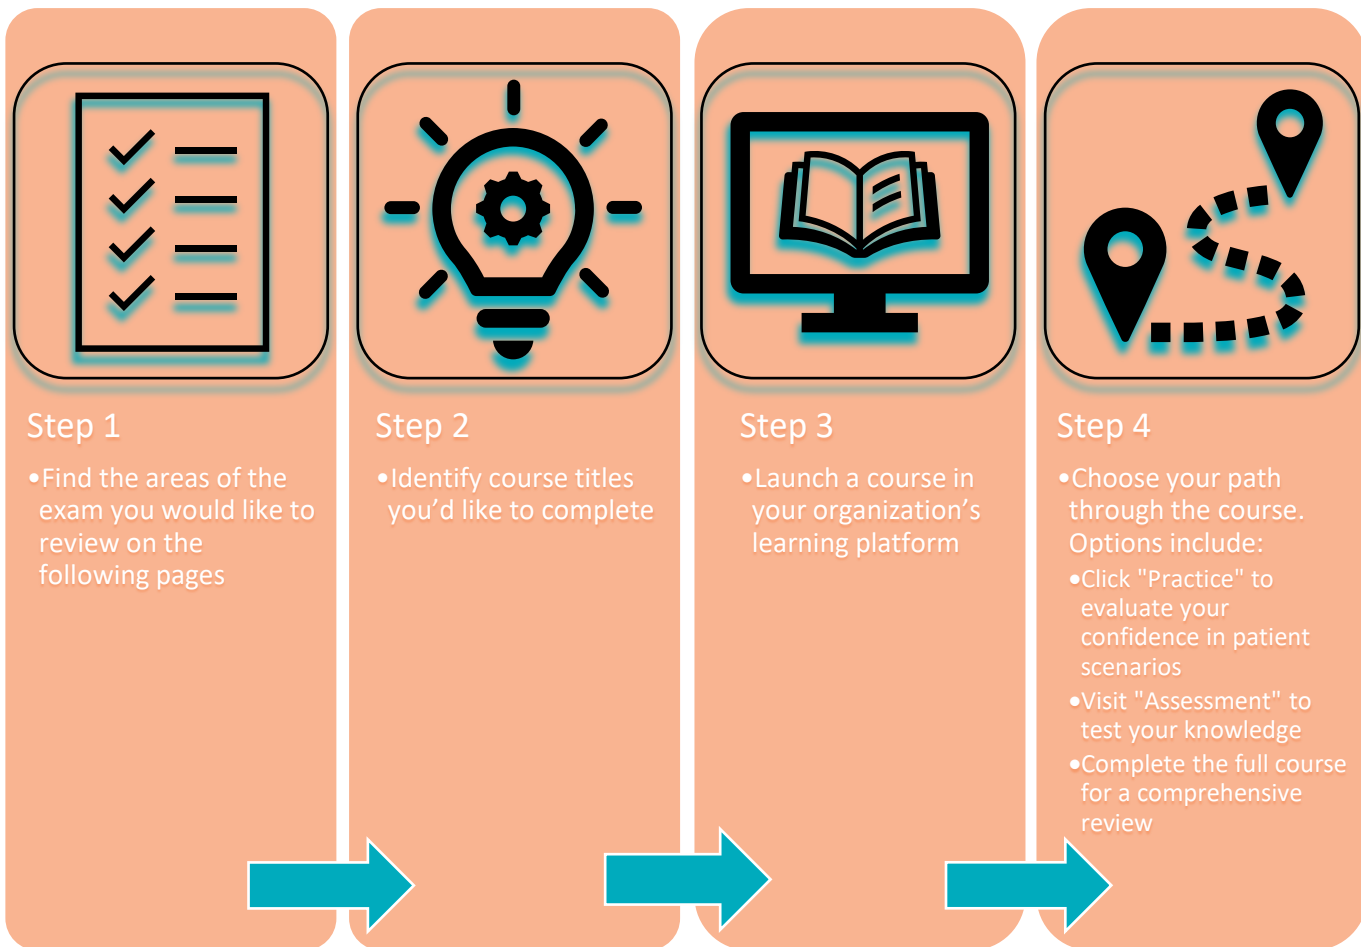 Step 1
•Find the areas of the
exam you would like to
review on the
following pages
Step 2
•Identify course titles
you’d like to complete
Step 3
•Launch a course in
your organization’s
learning platform
Step 4
•Choose your path
through the course.
Options include:
•Click "Practice" to
evaluate your
confidence in patient
scenarios
•Visit "Assessment" to
test your knowledge
•Complete the full course
for a comprehensive
review